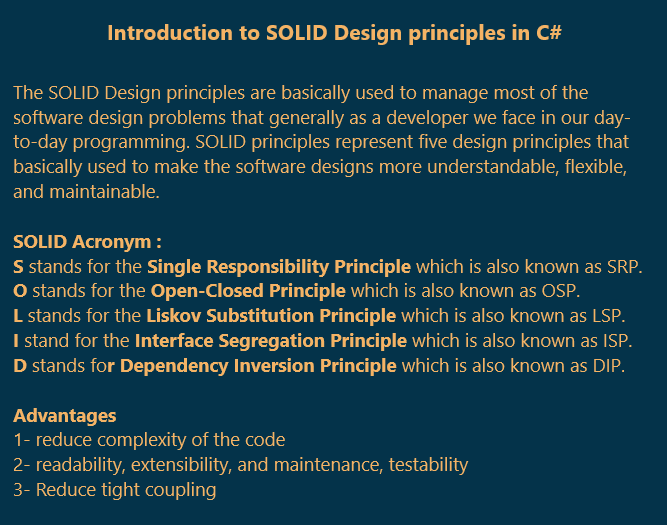 Introduction to SOLID Design principles in C#
The SOLID Design principles are basically used to manage most of the
software design problems that generally as a developer we face in our day-
to-day programming. SOLID principles represent five design principles that
basically used to make the software designs more understandable, flexible,
and maintainable.
SOLID Acronym :
S stands for the Single Responsibility Principle which is also known as SRP.
O stands for the Open-Closed Principle which is also known as OSP.
L stands for the Liskov Substitution Principle which is also known as LSP.
I stand for the Interface Segregation Principle which is also known as ISP.
D stands for Dependency Inversion Principle which is also known as DIP.
Advantages
1- reduce complexity of the code
2- readability, extensibility, and maintenance, testability
3- Reduce tight coupling